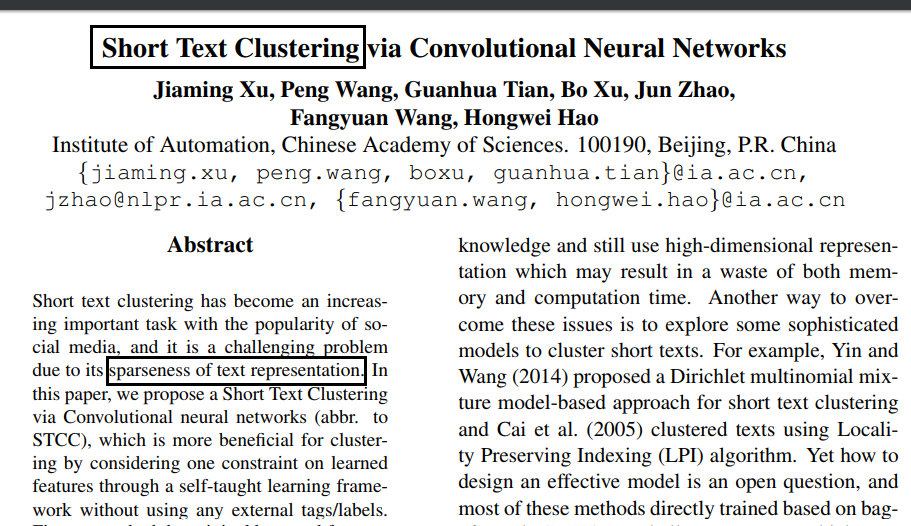 Short Text Clustering via Convolutional Neural Networks
Jiaming Xu, Peng Wang, Guanhua Tian, Bo Xu, Jun Zhao,
Fangyuan Wang, Hongwei Hao
Institute of Automation, Chinese Academy of Sciences. 100190, Beijing, P.R. China
{jiaming.xu, peng.wang, boxu, guanhua.tian}@ia.ac.cn,
jzhao@nlpr.ia.ac.cn, {fangyuan.wang, hongwei.hao}@ia.ac.cn
Abstract
Short text clustering has become an increas-
ing important task with the popularity of so-
cial media, and it is a challenging problem
due to its sparseness of text representation. In
this paper, we propose a Short Text Clustering
via Convolutional neural networks (abbr. to
STCC), which is more beneficial for cluster-
ing by considering one constraint on learned
features through a self-taught learning frame-
work without using any external tags/labels.
knowledge and still use high-dimensional represen-
tation which may result in a waste of both mem-
ory and computation time. Another way to over-
come these issues is to explore some sophisticated
models to cluster short texts. For example, Yin and
Wang (2014) proposed a Dirichlet multinomial mix-
ture model-based approach for short text clustering
and Cai et al. (2005) clustered texts using Locali-
ty Preserving Indexing (LPI) algorithm. Yet how to
design an effective model is an open question, and
most of these methods directly trained based on bag-